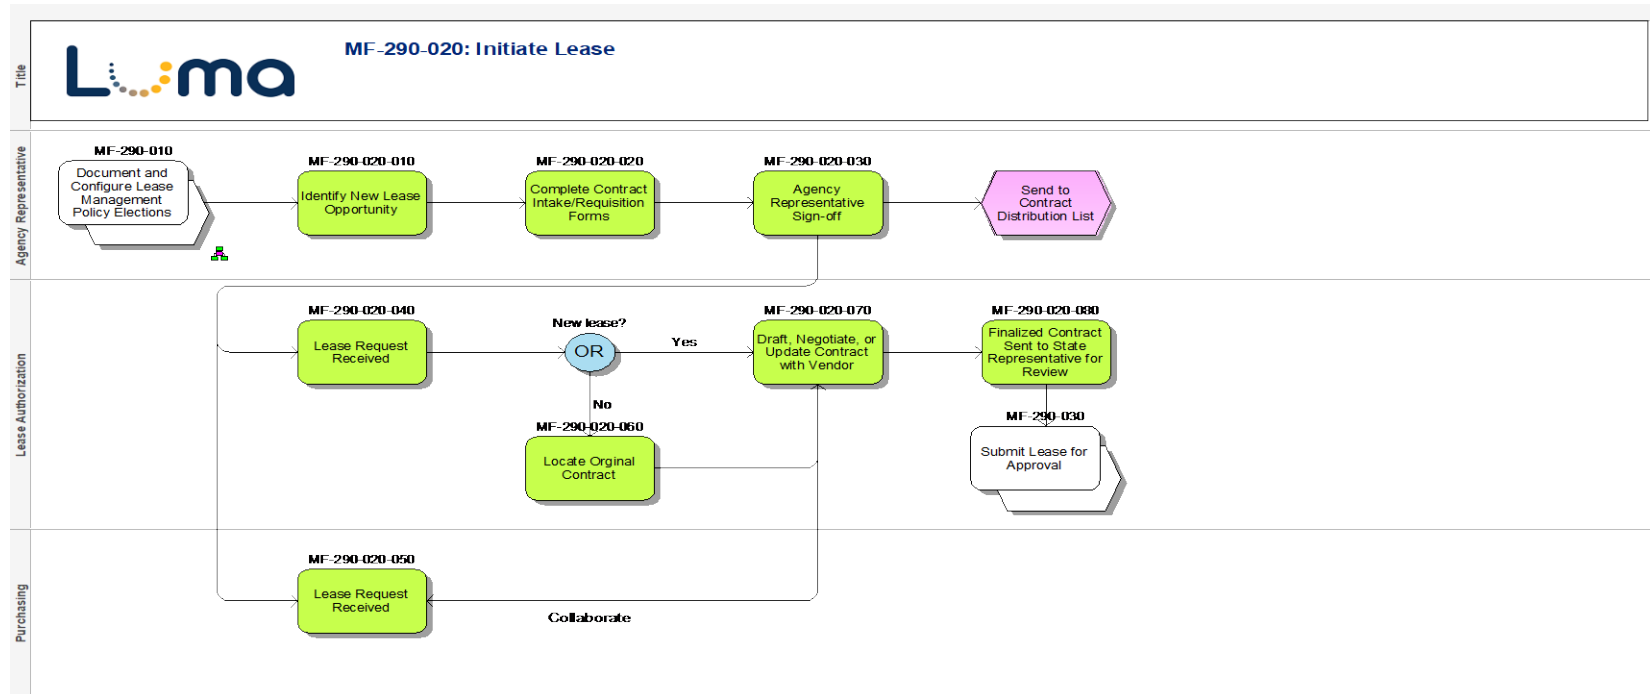 Title
Luma
MF-290-020: Initiate Lease
Agency Representative
MF-290-010
Document and
Configure Lease
Management
Policy Elections
MF-290-020-010
Identify New Lease
Opportunity
MF-290-020-020
Complete Contract
Intake/Requisition
Forms
MF-290-020-030
Agency
Representative
Sign-off
Send to
Contract
Distribution List
Lease Authorization
MF-290-020-040
Lease Request
Received
New lease?
OR
Yes
No
MF-290-020-060
Locate Orginal
Contract
MF-290-020-070
Draft, Negotiate, or
Update Contract
with Vendor
MF-290-020-080
Finalized Contract
Sent to State
Representative for
Review
MF-290-030
Submit Lease for
Approval
Purchasing
MF-290-020-050
Lease Request
Received
Collaborate